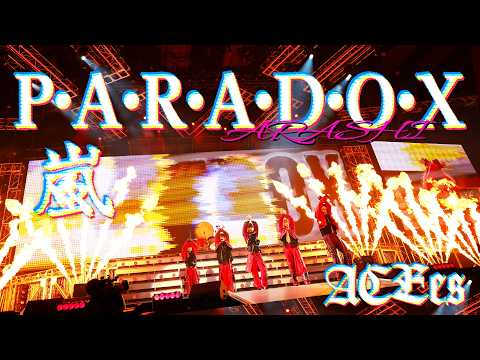 P•A•R•A•D•O•X
ARASHI
嵐
ACEes